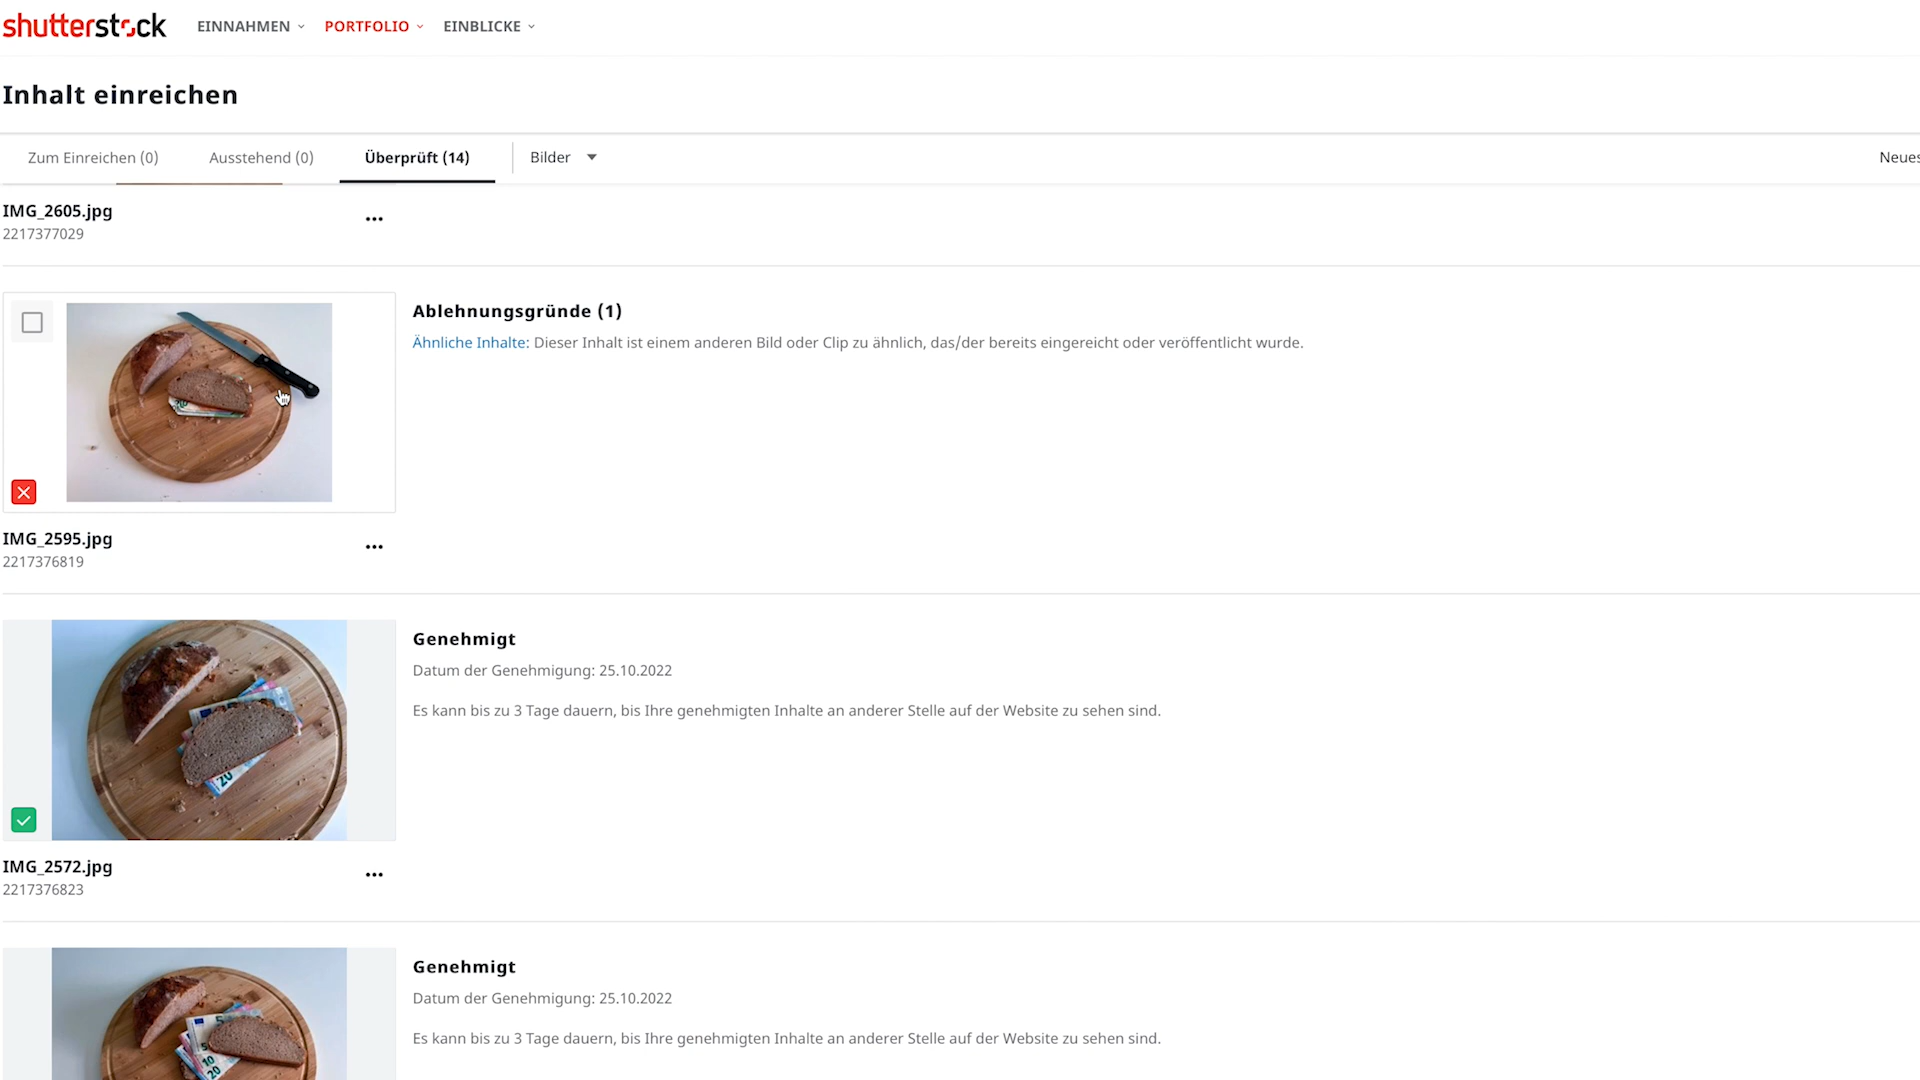 shutterstock EINNAHMEN PORTFOLIO EINBLICKE
Inhalt einreichen
Zum Einreichen (0) Ausstehend (0) Überprüft (14) Bilder Neues
IMG_2605.jpg
2217377029
Ablehnungsgründe (1)
Ähnliche Inhalte: Dieser Inhalt ist einem anderen Bild oder Clip zu ähnlich, das/der bereits eingereicht oder veröffentlicht wurde.
20
IMG_2595.jpg
2217376819
Genehmigt
Datum der Genehmigung: 25.10.2022
Es kann bis zu 3 Tage dauern, bis Ihre genehmigten Inhalte an anderer Stelle auf der Website zu sehen sind.
20
IMG_2572.jpg
2217376823
Genehmigt
Datum der Genehmigung: 25.10.2022
Es kann bis zu 3 Tage dauern, bis Ihre genehmigten Inhalte an anderer Stelle auf der Website zu sehen sind.
5
10
20